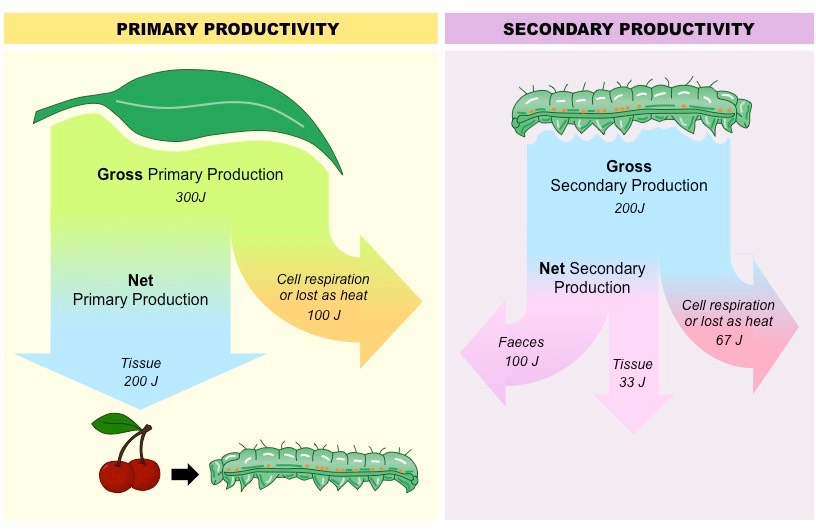 PRIMARY PRODUCTIVITY
Gross Primary Production
300J
Net
Primary Production
Cell respiration
or lost as heat
100 J
Tissue
200 J
SECONDARY PRODUCTIVITY
Gross
Secondary Production
200J
Net Secondary
Production
Cell respiration
or lost as heat
67 J
Faeces
100 J
Tissue
33 J